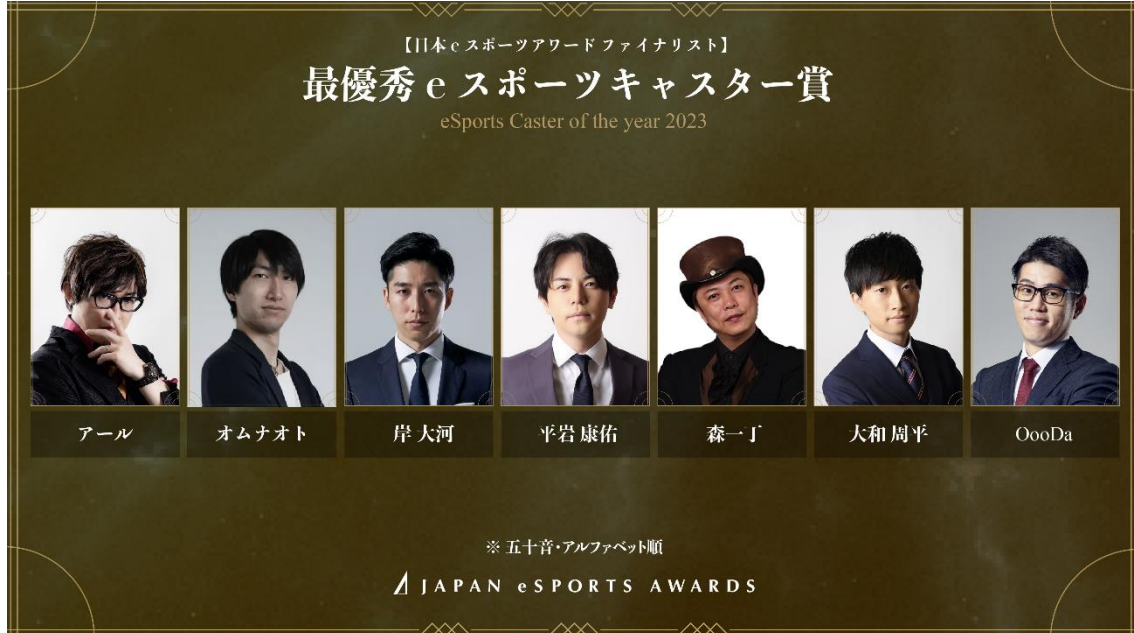 【日本eスポーツアワード ファイナリスト】
最優秀 e スポーツキャスター賞
eSports Caster of the year 2023
アール
オムナオト
岸 大河
平岩 康佑
森一丁
大和 周平
OooDa
※ 五十音・アルファベット順
JAPAN eSPORTS AWARDS